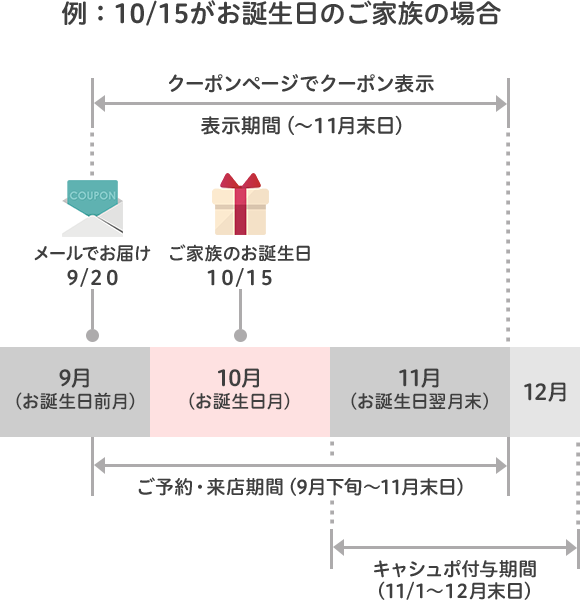 例：10/15がお誕生日のご家族の場合
クーポンページでクーポン表示
表示期間（～11月末日）
COUPON
メールでお届け
9/20
ご家族のお誕生日
10/15
9月
（お誕生日前月）
10月
（お誕生日月）
11月
（お誕生日翌月末）
12月
ご予約・来店期間（9月下旬～11月末日）
キャシュポ付与期間
（11/1～12月末日）